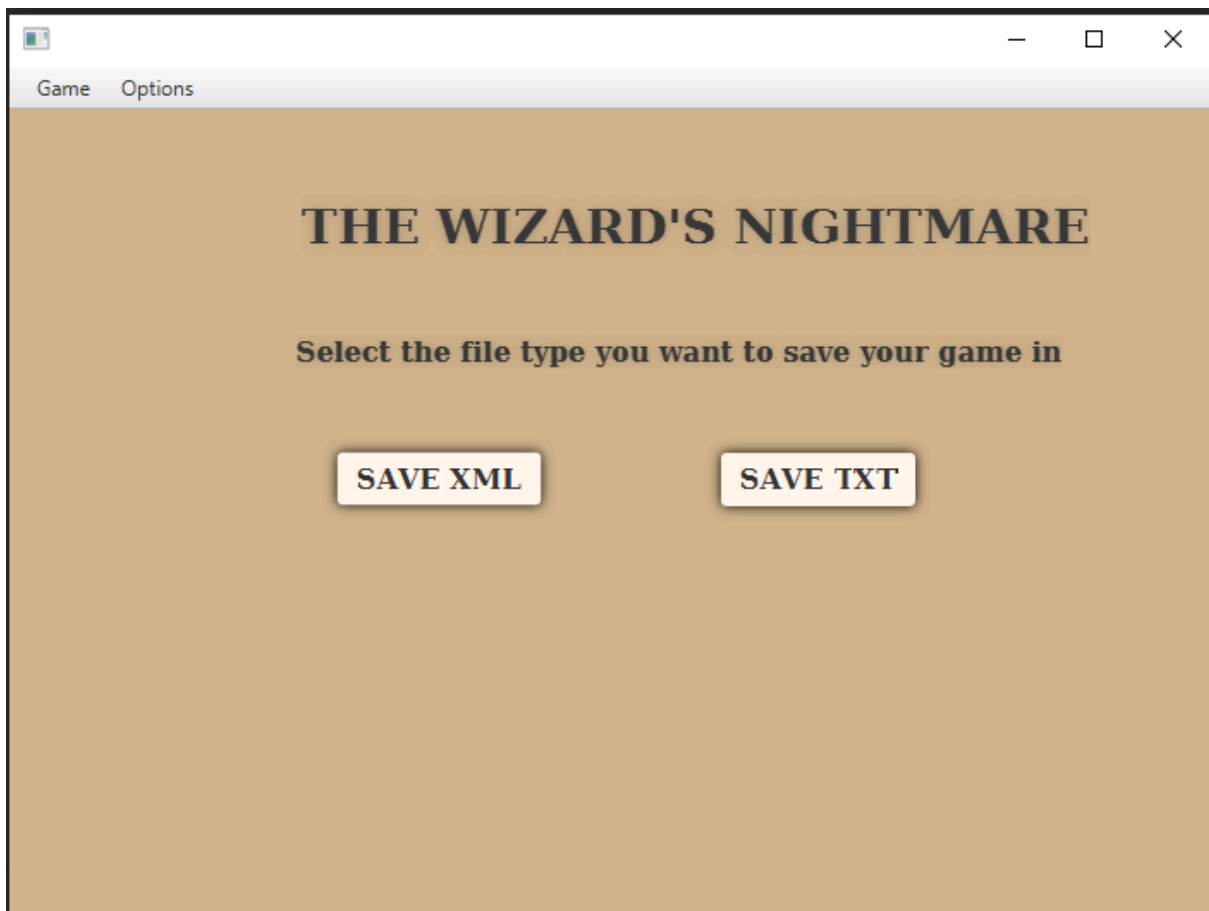 Game Options
THE WIZARD'S NIGHTMARE
Select the file type you want to save your game in
SAVE XML SAVE TXT